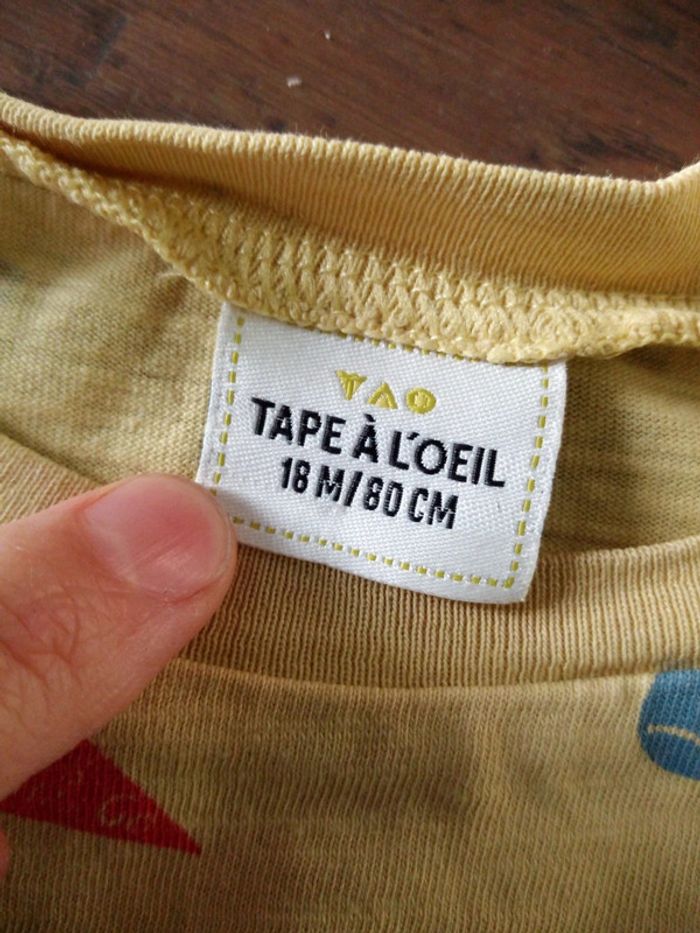 TAO
TAPE À L'OEIL
18 M/80 CM